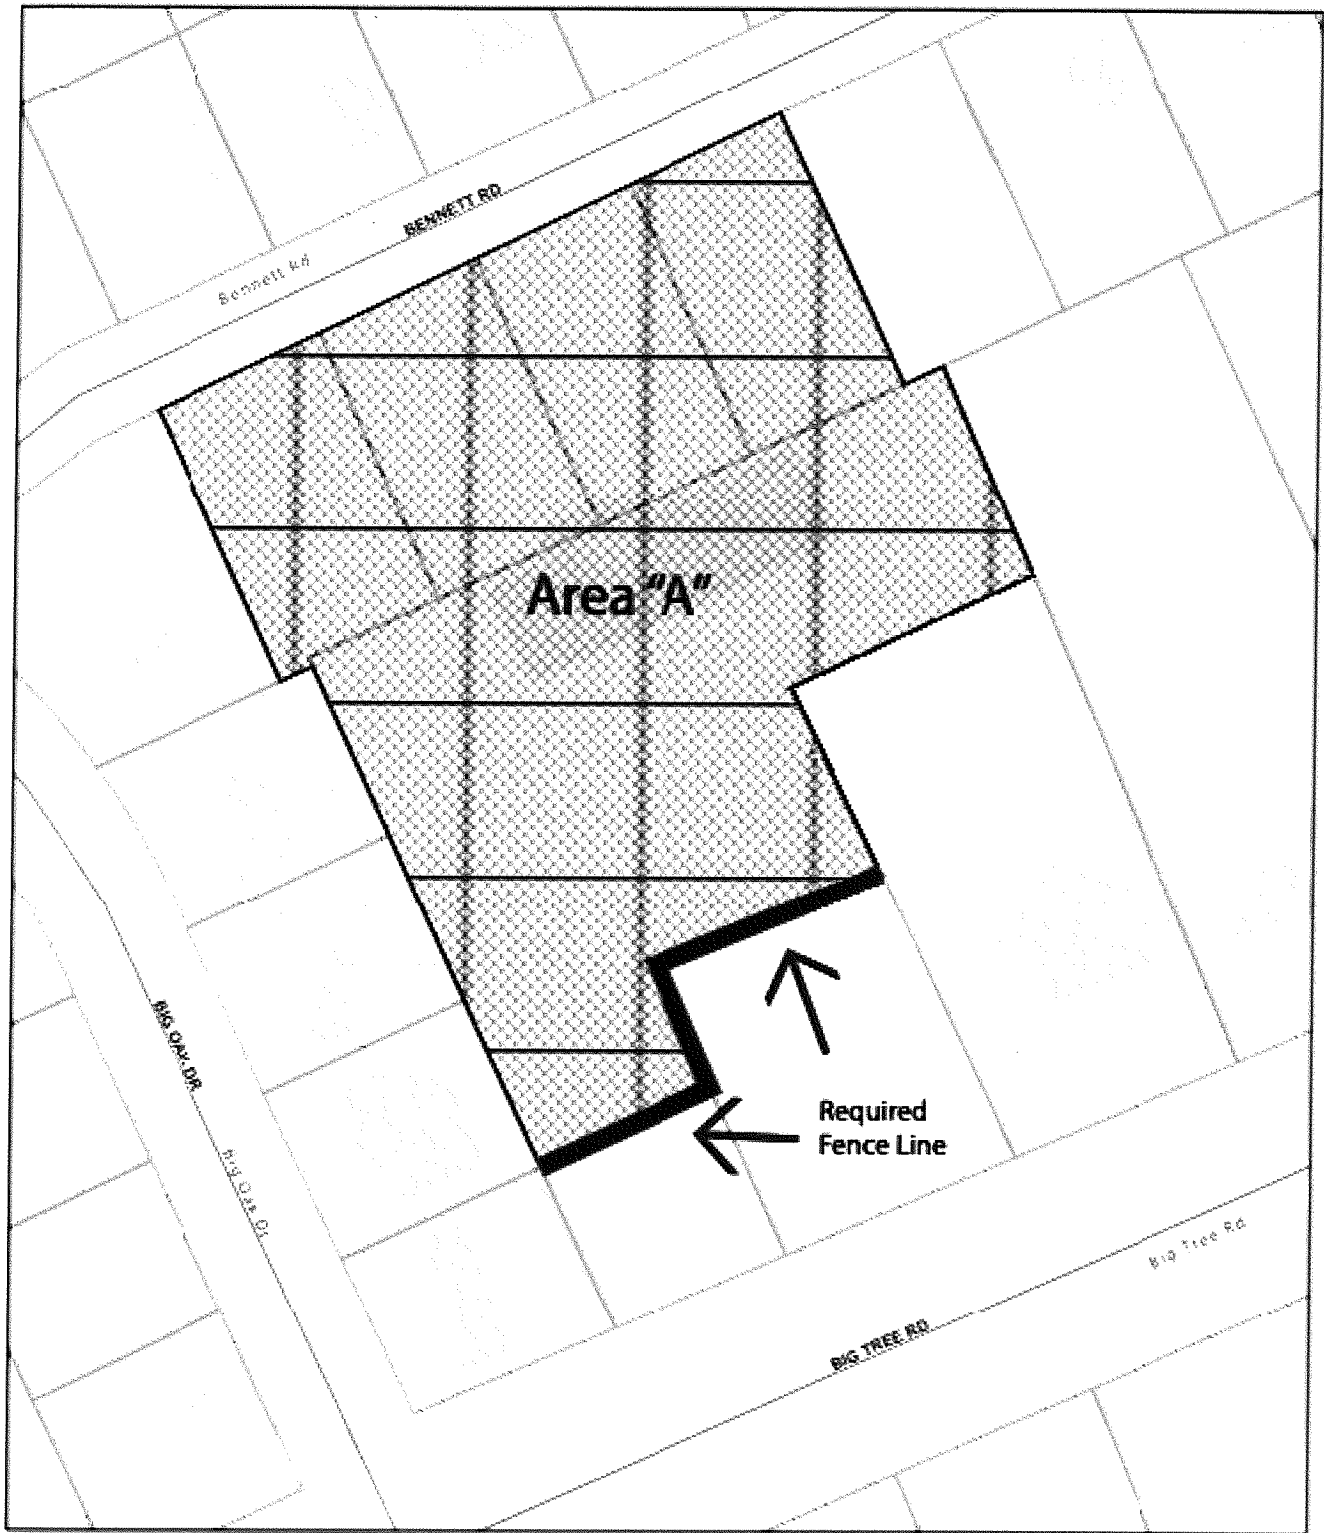 BENNETT RD
Bennett Rd
Area "A"
BIG OAK DR
Required
Fence Line
Big Oak Dr
Big Tree Rd
BIG TREE RD